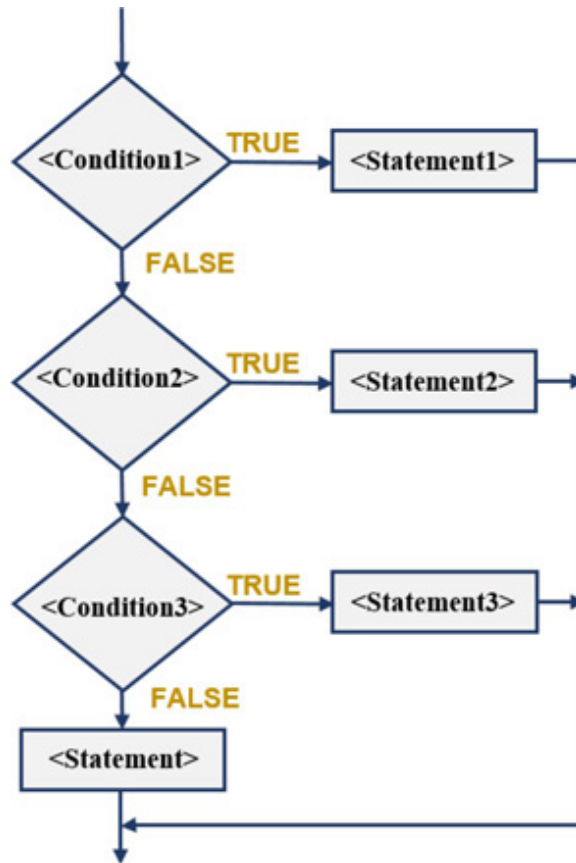 <Condition1>
TRUE
<Statement1>
FALSE
<Condition2>
TRUE
<Statement2>
FALSE
<Condition3>
TRUE
<Statement3>
FALSE
<Statement>